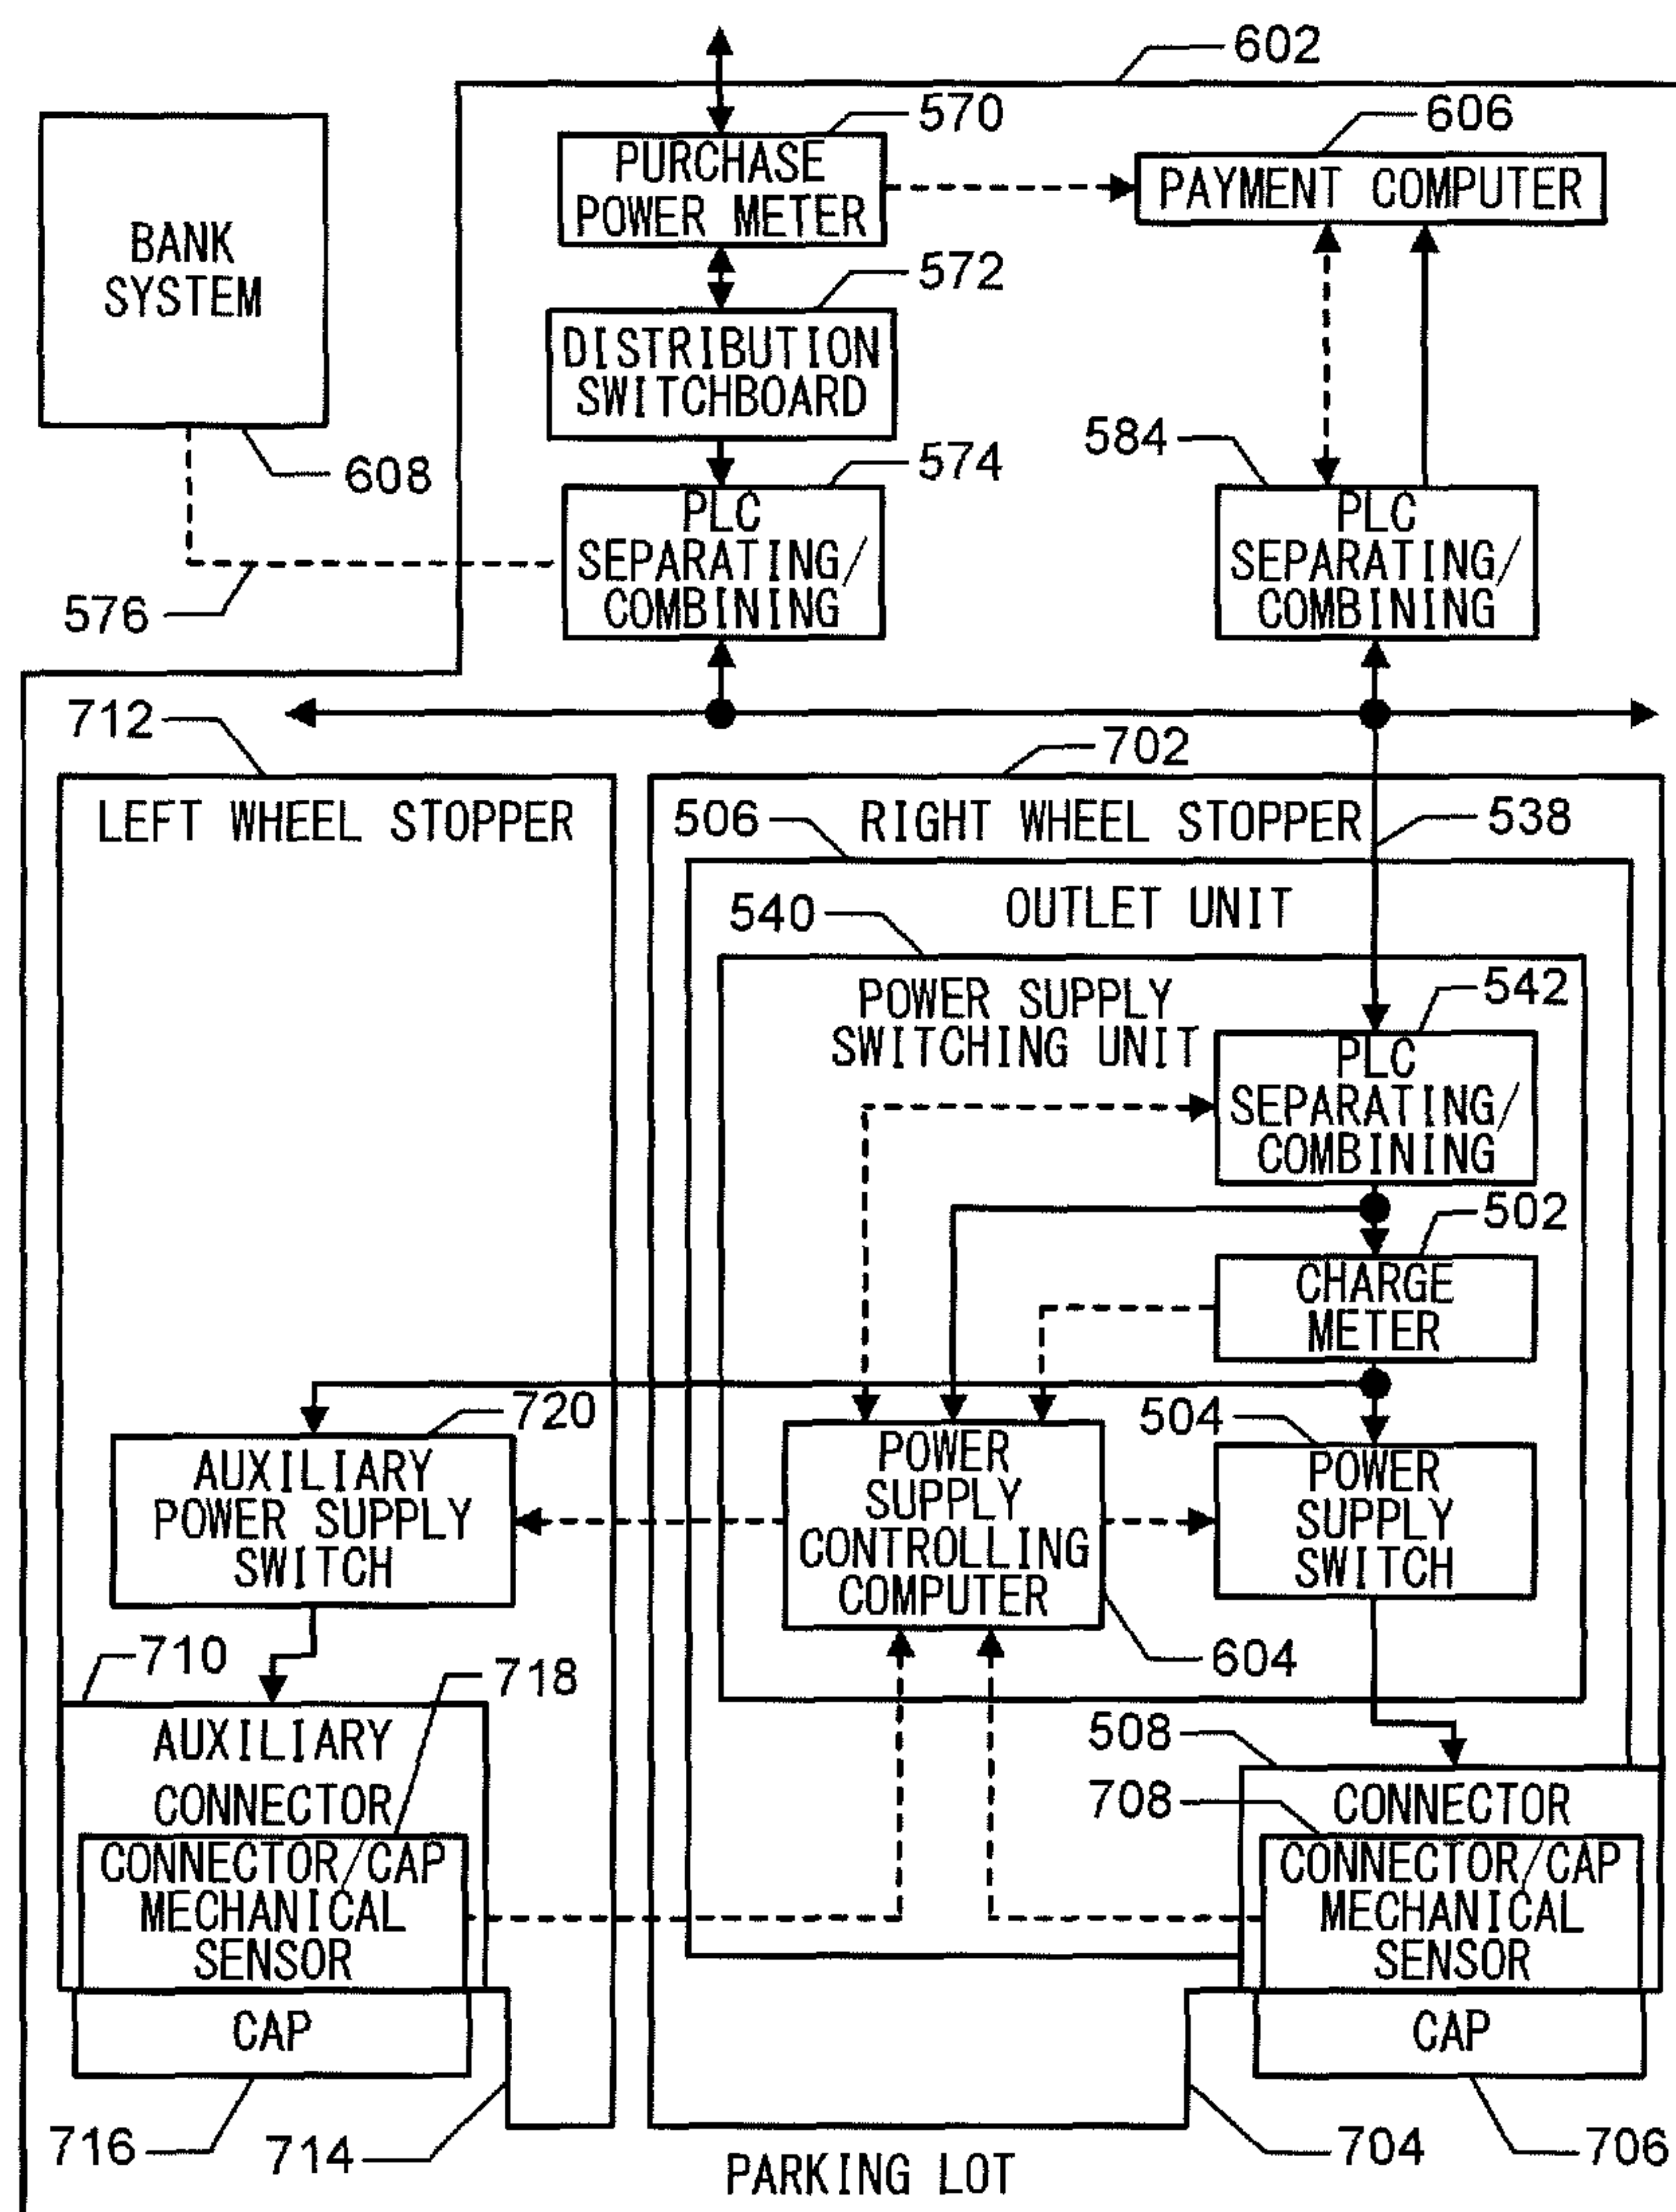 602
570
606
PURCHASE
POWER METER
PAYMENT COMPUTER
BANK
SYSTEM
572
DISTRIBUTION
SWITCHBOARD
608
574
584
PLC
SEPARATING/
COMBINING
PLC
SEPARATING/
COMBINING
576
712
702
LEFT WHEEL STOPPER
506
RIGHT WHEEL STOPPER
538
540
OUTLET UNIT
POWER SUPPLY
SWITCHING UNIT
542
PLC
SEPARATING/
COMBINING
502
CHARGE
METER
720
504
AUXILIARY
POWER SUPPLY
SWITCH
POWER
SUPPLY
CONTROLLING
COMPUTER
POWER
SUPPLY
SWITCH
604
710
718
AUXILIARY
CONNECTOR
508
708
CONNECTOR
CONNECTOR/CAP
MECHANICAL
SENSOR
CONNECTOR/CAP
MECHANICAL
SENSOR
CAP
CAP
716
714
704
706
PARKING LOT